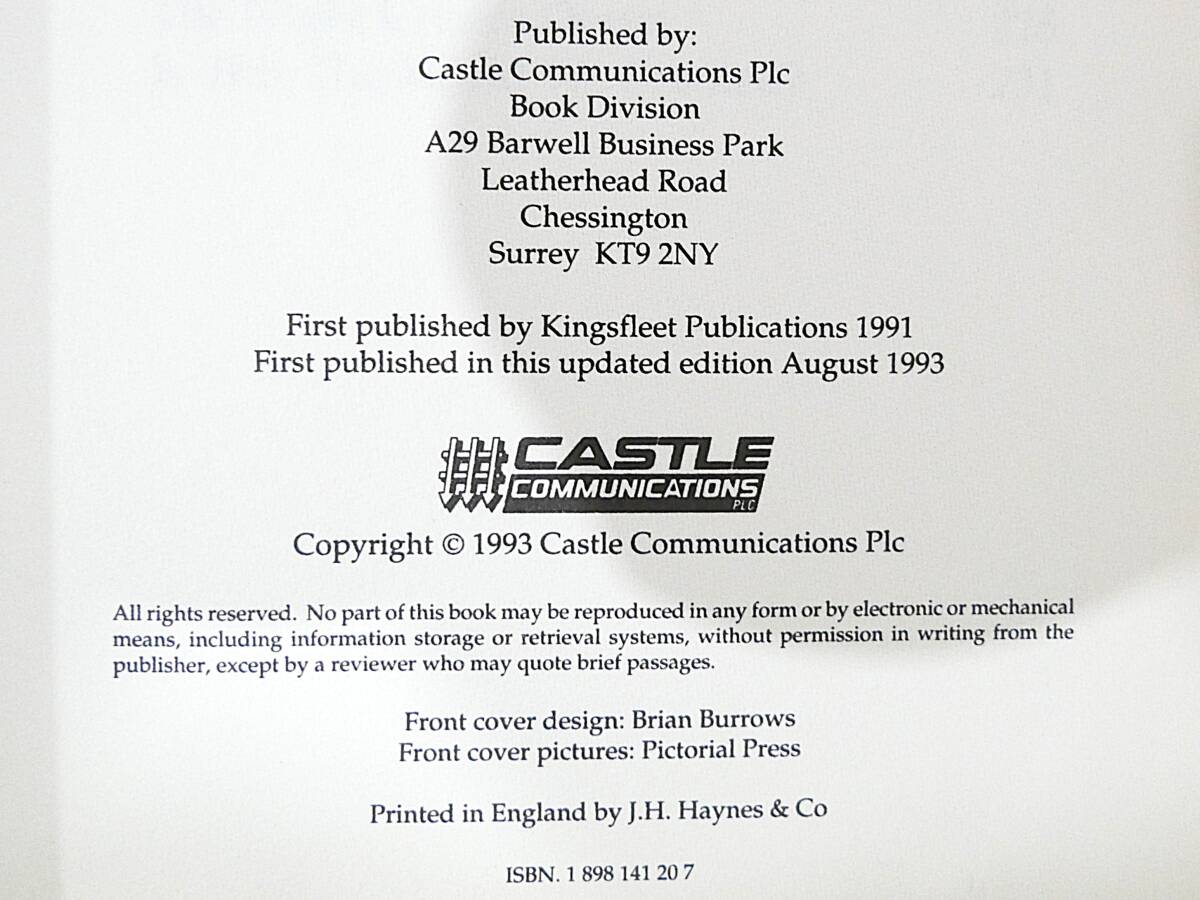 Published by:
Castle Communications Plc
Book Division
A29 Barwell Business Park
Leatherhead Road
Chessington
Surrey KT9 2NY
First published by Kingsfleet Publications 1991
First published in this updated edition August 1993
CASTLE
COMMUNICATIONS
PLC
Copyright © 1993 Castle Communications Plc
All rights reserved. No part of this book may be reproduced in any form or by electronic or mechanical
means, including information storage or retrieval systems, without permission in writing from the
publisher, except by a reviewer who may quote brief passages.
Front cover design: Brian Burrows
Front cover pictures: Pictorial Press
Printed in England by J.H. Haynes & Co
ISBN. 1 898 141 20 7